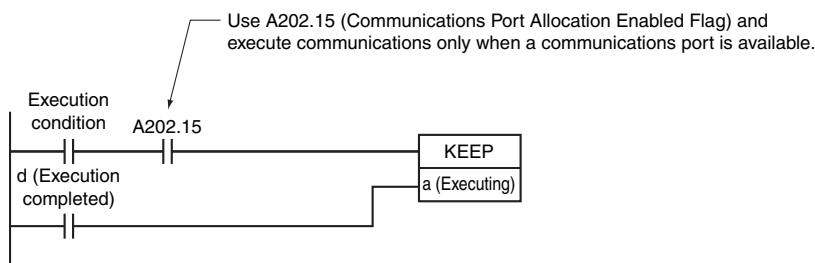 Use A202.15 (Communications Port Allocation Enabled Flag) and
execute communications only when a communications port is available.
Execution
condition
A202.15
KEEP
d (Execution
completed)
a (Executing)